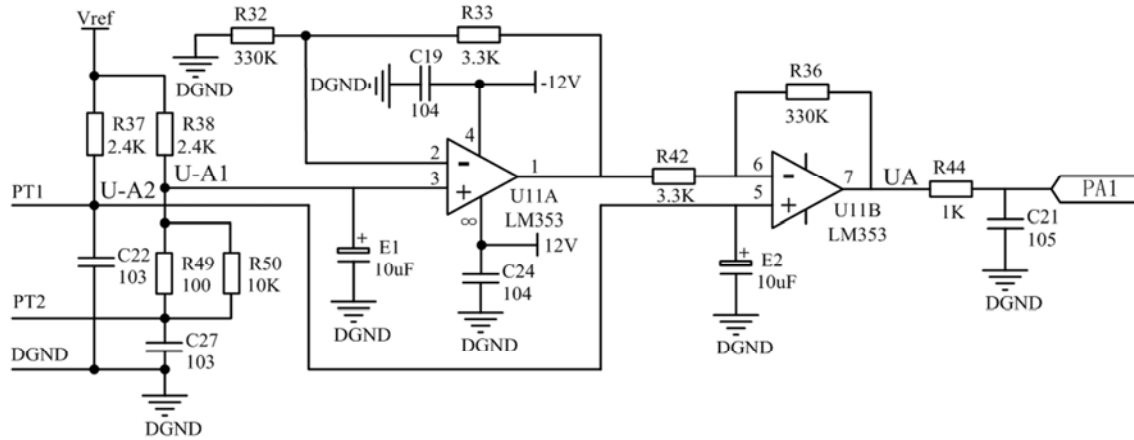 Vref
R32
330K
DGND
R33
3.3K
C19
104
DGND
-12V
R37
2.4K
R38
2.4K
R36
330K
4
2
-
3
+
1
U11A
LM353
∞
12V
R42
3.3K
6
-
5
+
7
U11B
LM353
UA
R44
1K
PA1
PT1
U-A2
U-A1
C22
103
R49
100
R50
10K
+
E1
10uF
DGND
C24
104
DGND
+
E2
10uF
DGND
C21
105
DGND
PT2
C27
103
DGND
DGND